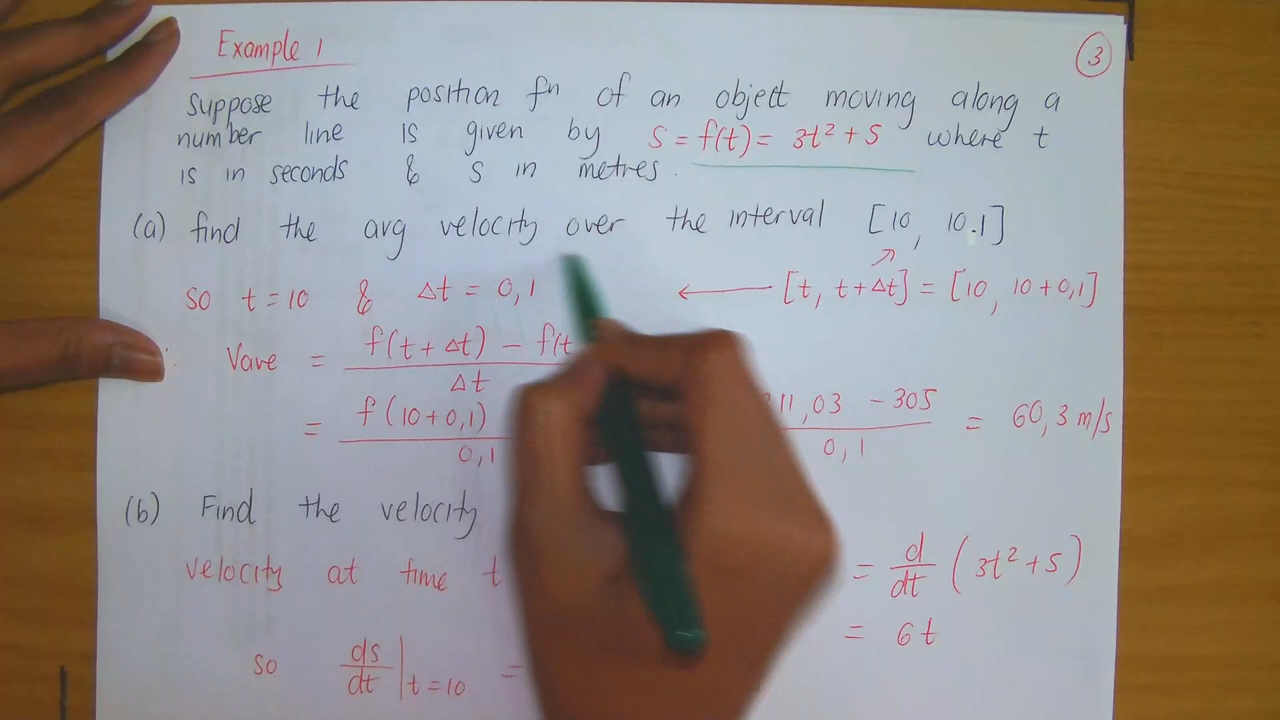 Example 1
3
Suppose the position fⁿ of an object moving along a
number line is given by S = f(t) = 3t² + 5 where t
is in seconds & s in metres.
(a) find the avg velocity over the interval [10, 10.1]
so t = 10 & Δt = 0,1 ← [t, t+Δt] = [10, 10+0,1]
Vave = f(t+Δt) − f(t
Δt
= f(10+0,1) 11,03 − 305 = 60,3 m/s
0,1 0,1
(b) Find the velocity
velocity at time t = d/dt (3t² + 5)
= 6t
so ds/dt | t=10 =